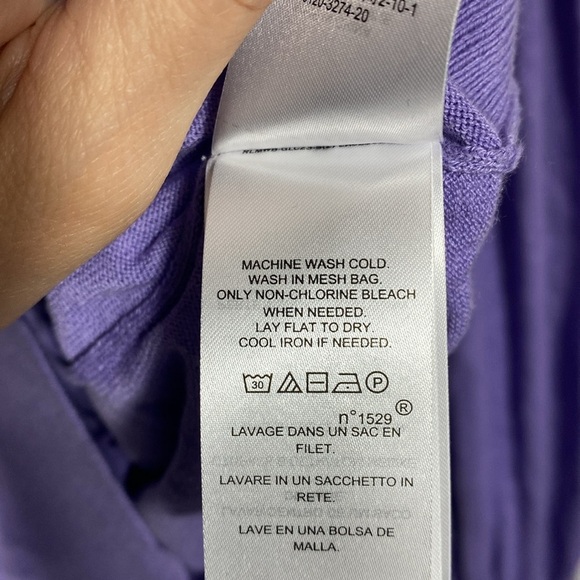 MACHINE WASH COLD.
WASH IN MESH BAG.
ONLY NON-CHLORINE BLEACH
WHEN NEEDED.
LAY FLAT TO DRY.
COOL IRON IF NEEDED.
30 P
n°1529®
LAVAGE DANS UN SAC EN
FILET.
LAVARE IN UN SACCHETTO IN
RETE.
LAVE EN UNA BOLSA DE
MALLA.